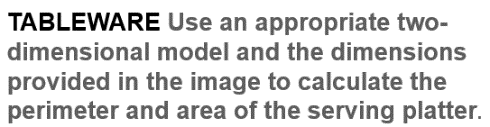 TABLEWARE Use an appropriate two-
dimensional model and the dimensions
provided in the image to calculate the
perimeter and area of the serving platter.